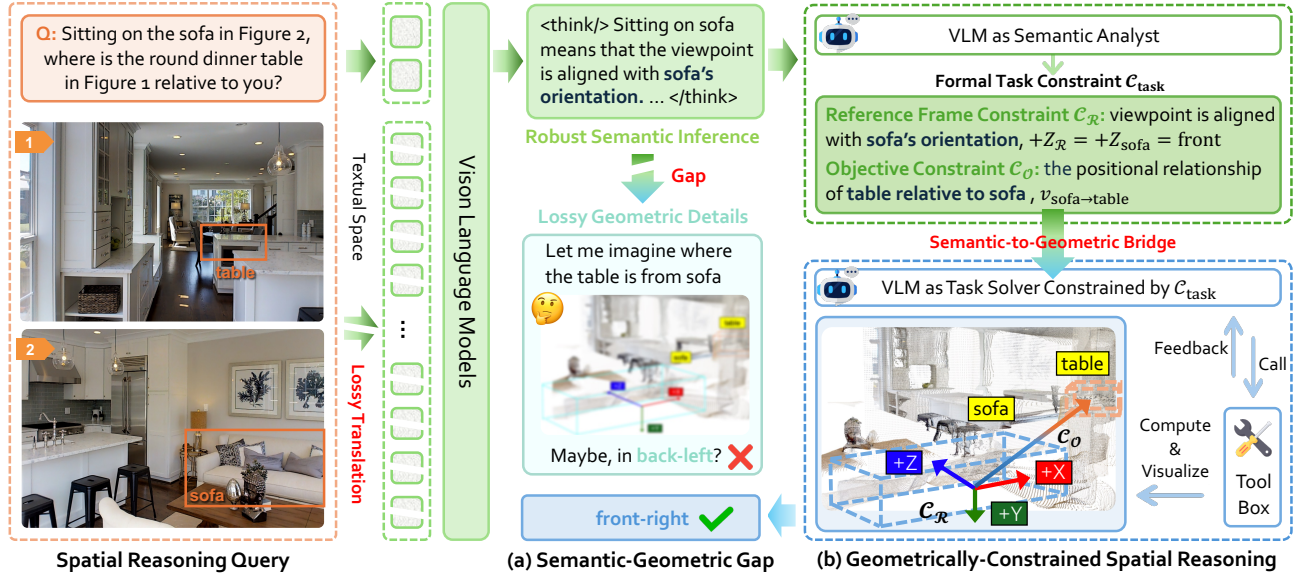 Q: Sitting on the sofa in Figure 2,
where is the round dinner table
in Figure 1 relative to you?
1
table
2
sofa
Spatial Reasoning Query
Textual Space
Lossy Translation
...
Vison Language Models
<think/> Sitting on sofa
means that the viewpoint
is aligned with sofa's
orientation. ... </think>
Robust Semantic Inference
Gap
Lossy Geometric Details
Let me imagine where
the table is from sofa
table
sofa
+Z
+X
+Y
Maybe, in back-left?
front-right
(a) Semantic-Geometric Gap
VLM as Semantic Analyst
Formal Task Constraint 𝒞task
Reference Frame Constraint 𝒞ℛ: viewpoint is aligned
with sofa's orientation, +Zℛ = +Zsofa = front
Objective Constraint 𝒞𝒪: the positional relationship
of table relative to sofa , vsofa→table
Semantic-to-Geometric Bridge
VLM as Task Solver Constrained by 𝒞task
table
sofa
𝒞𝒪
+Z
+X
𝒞ℛ
+Y
Feedback
Call
Compute
&
Visualize
Tool
Box
(b) Geometrically-Constrained Spatial Reasoning